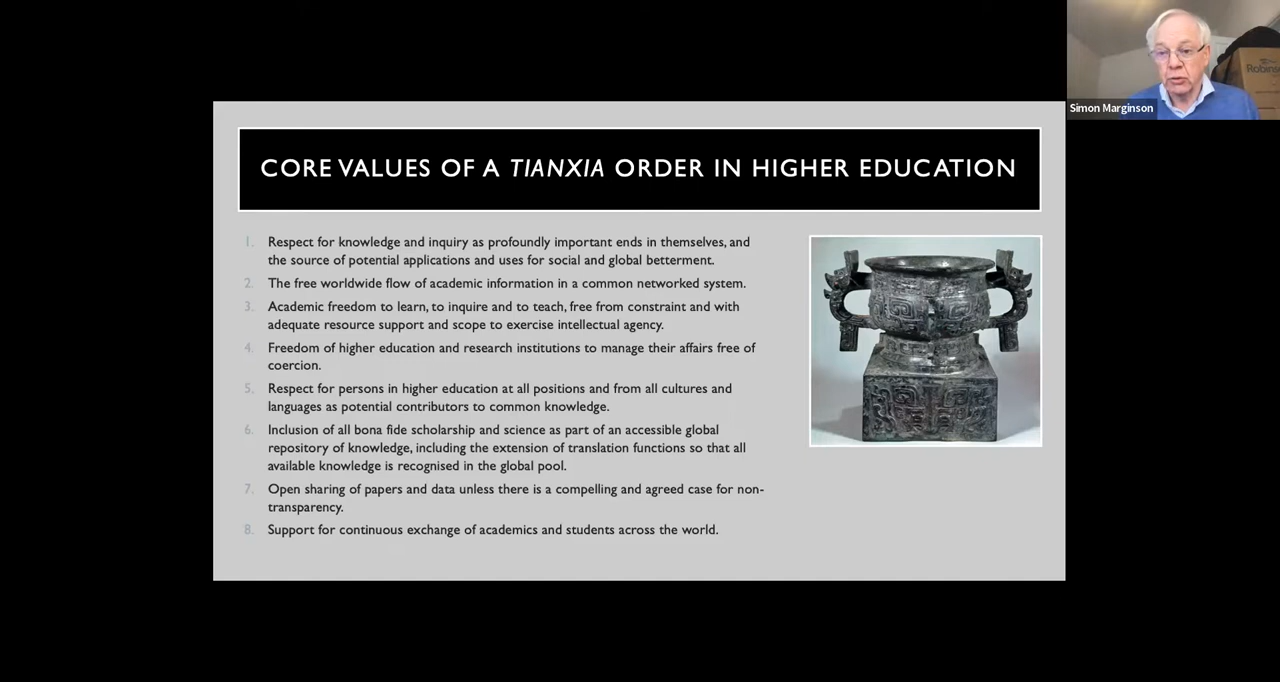 CORE VALUES OF A TIANXIA ORDER IN HIGHER EDUCATION
1. Respect for knowledge and inquiry as profoundly important ends in themselves, and
the source of potential applications and uses for social and global betterment.
2. The free worldwide flow of academic information in a common networked system.
3. Academic freedom to learn, to inquire and to teach, free from constraint and with
adequate resource support and scope to exercise intellectual agency.
4. Freedom of higher education and research institutions to manage their affairs free of
coercion.
5. Respect for persons in higher education at all positions and from all cultures and
languages as potential contributors to common knowledge.
6. Inclusion of all bona fide scholarship and science as part of an accessible global
repository of knowledge, including the extension of translation functions so that all
available knowledge is recognised in the global pool.
7. Open sharing of papers and data unless there is a compelling and agreed case for non-
transparency.
8. Support for continuous exchange of academics and students across the world.
Simon Marginson